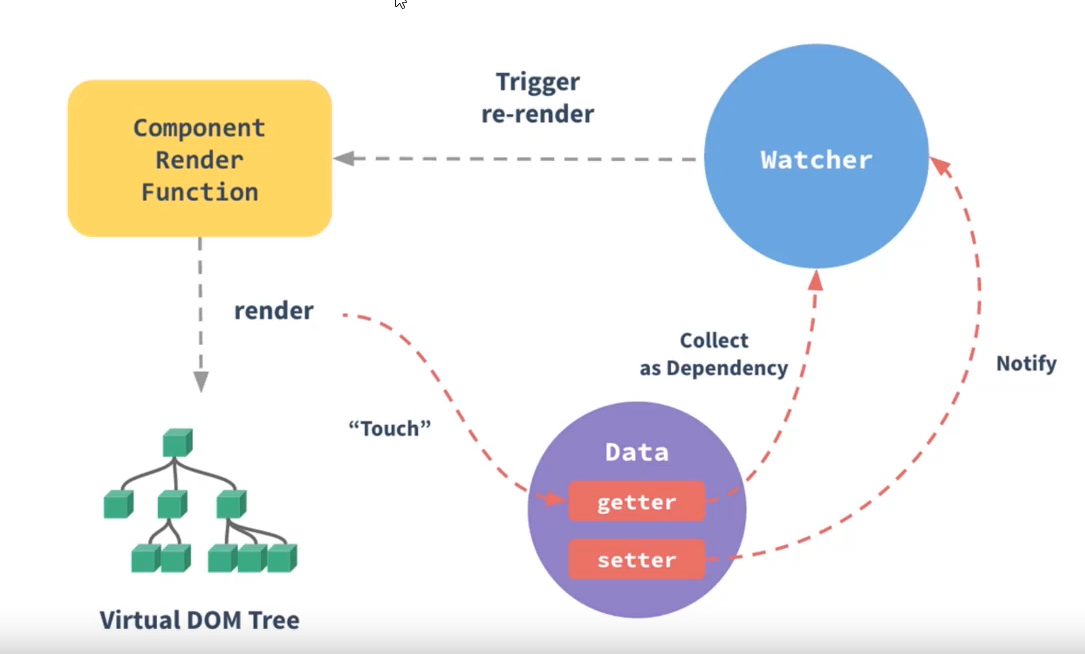 Trigger
re-render
Component
Render
Function
Watcher
render
Collect
as Dependency
Notify
“Touch”
Data
getter
setter
Virtual DOM Tree